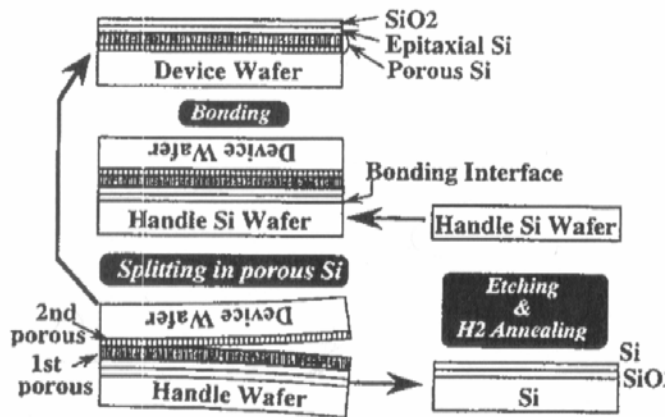 SiO2
Epitaxial Si
Porous Si
Device Wafer
Bonding
Device Wafer
Bonding Interface
Handle Si Wafer
Handle Si Wafer
Splitting in porous Si
Etching
&
H2 Annealing
Device Wafer
2nd
porous
1st
porous
Handle Wafer
Si
SiO2
Si